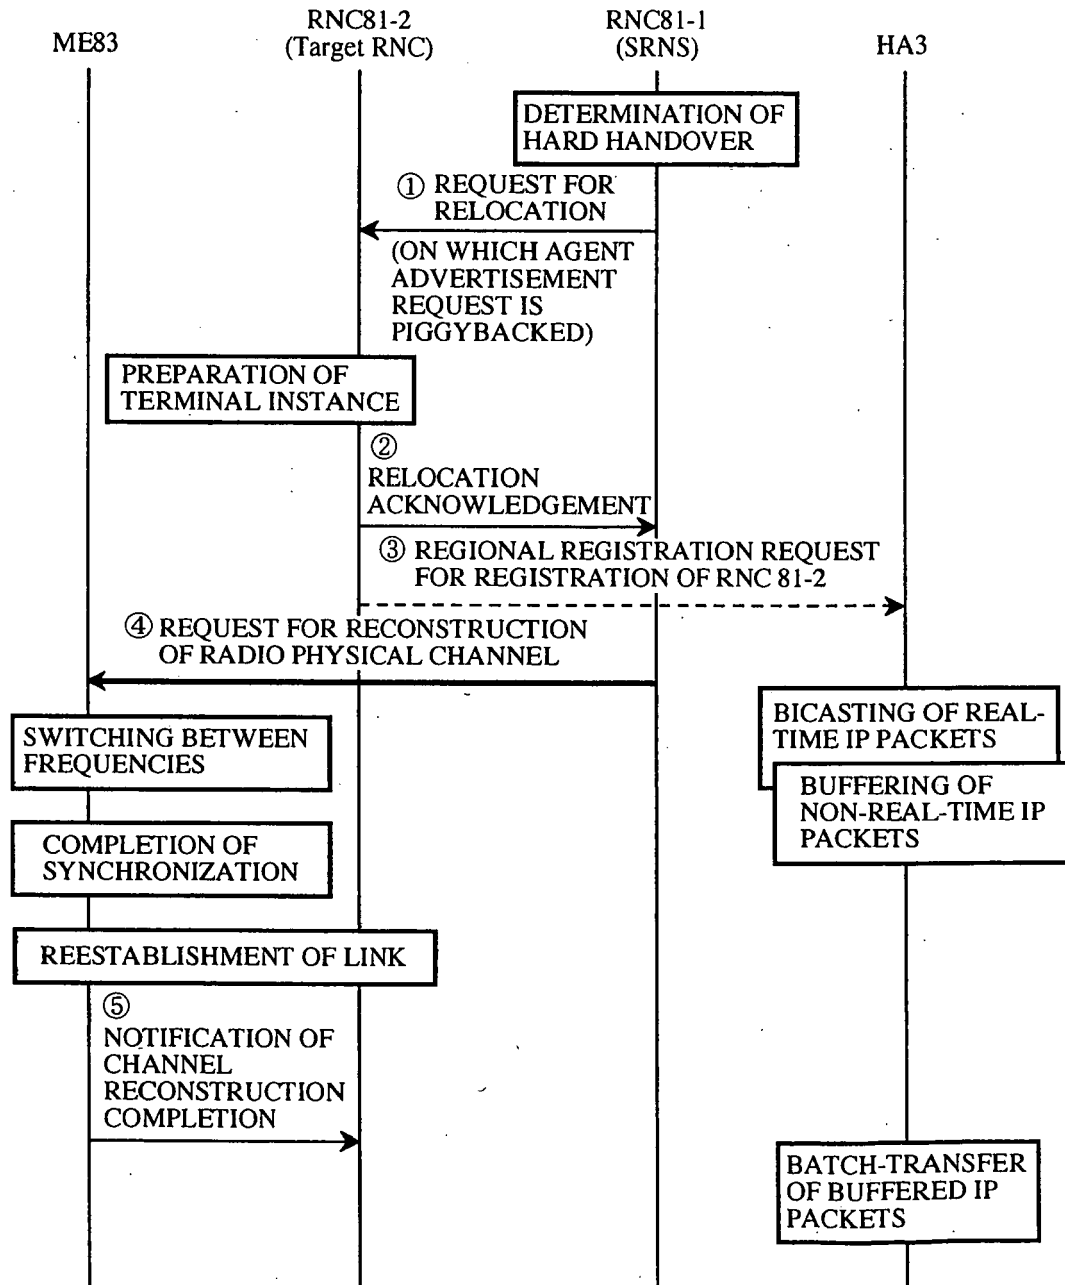 ME83
RNC81-2
(Target RNC)
RNC81-1
(SRNS)
HA3
DETERMINATION OF
HARD HANDOVER
① REQUEST FOR
RELOCATION
(ON WHICH AGENT
ADVERTISEMENT
REQUEST IS
PIGGYBACKED)
PREPARATION OF
TERMINAL INSTANCE
②
RELOCATION
ACKNOWLEDGEMENT
③ REGIONAL REGISTRATION REQUEST
FOR REGISTRATION OF RNC 81-2
④ REQUEST FOR RECONSTRUCTION
OF RADIO PHYSICAL CHANNEL
SWITCHING BETWEEN
FREQUENCIES
BICASTING OF REAL-
TIME IP PACKETS
BUFFERING OF
NON-REAL-TIME IP
PACKETS
COMPLETION OF
SYNCHRONIZATION
REESTABLISHMENT OF LINK
⑤
NOTIFICATION OF
CHANNEL
RECONSTRUCTION
COMPLETION
BATCH-TRANSFER
OF BUFFERED IP
PACKETS